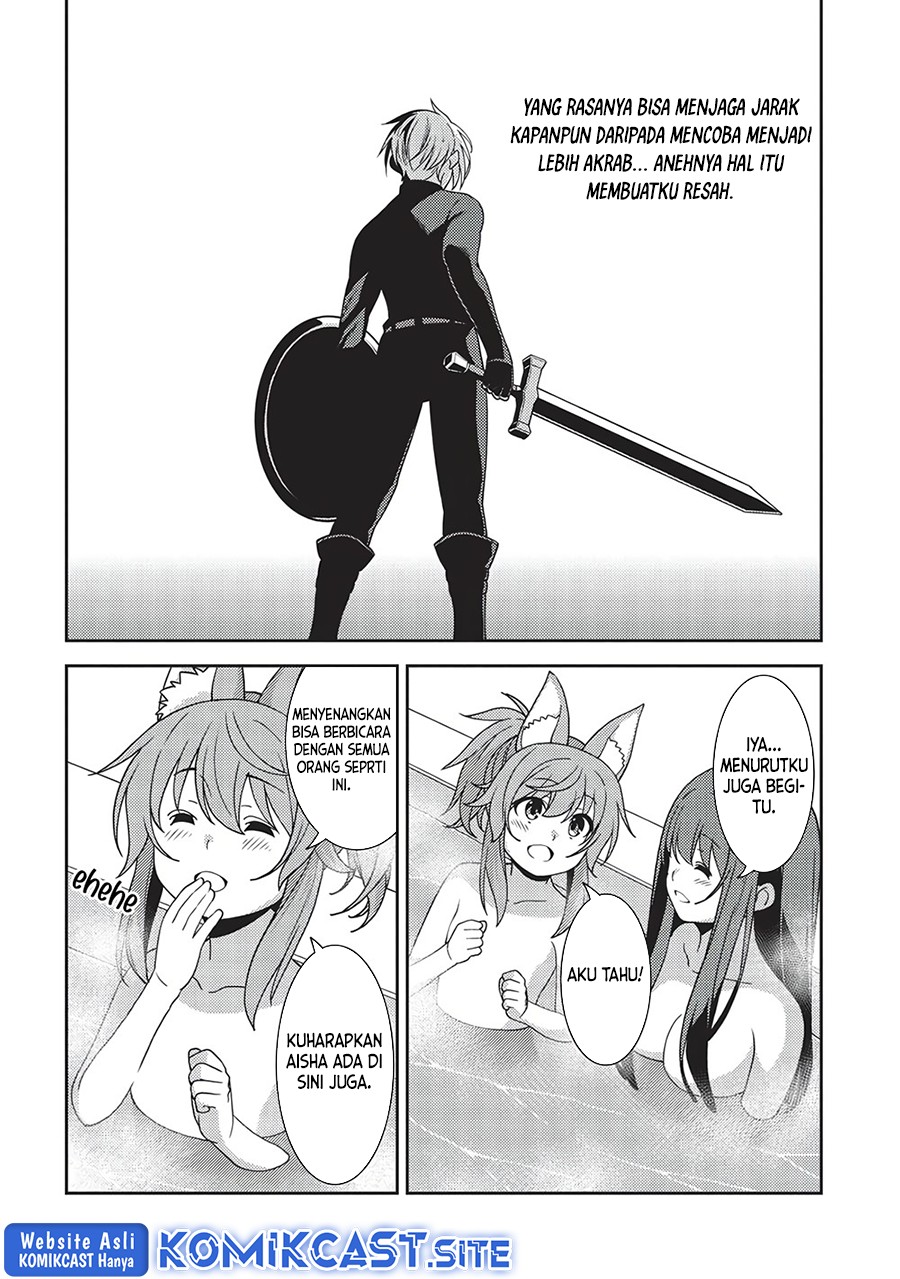 YANG RASANYA BISA MENJAGA JARAK
KAPANPUN DARIPADA MENCOBA MENJADI
LEBIH AKRAB... ANEHNYA HAL ITU
MEMBUATKU RESAH.
IYA...
MENURUTKU
JUGA BEGI-
TU.
AKU TAHU!
MENYENANGKAN
BISA BERBICARA
DENGAN SEMUA
ORANG SEPRTI
INI.
ehehe
KUHARAPKAN
AISHA ADA DI
SINI JUGA.
Website Asli
KOMIKCAST Hanya
KOMIKCAST.SITE